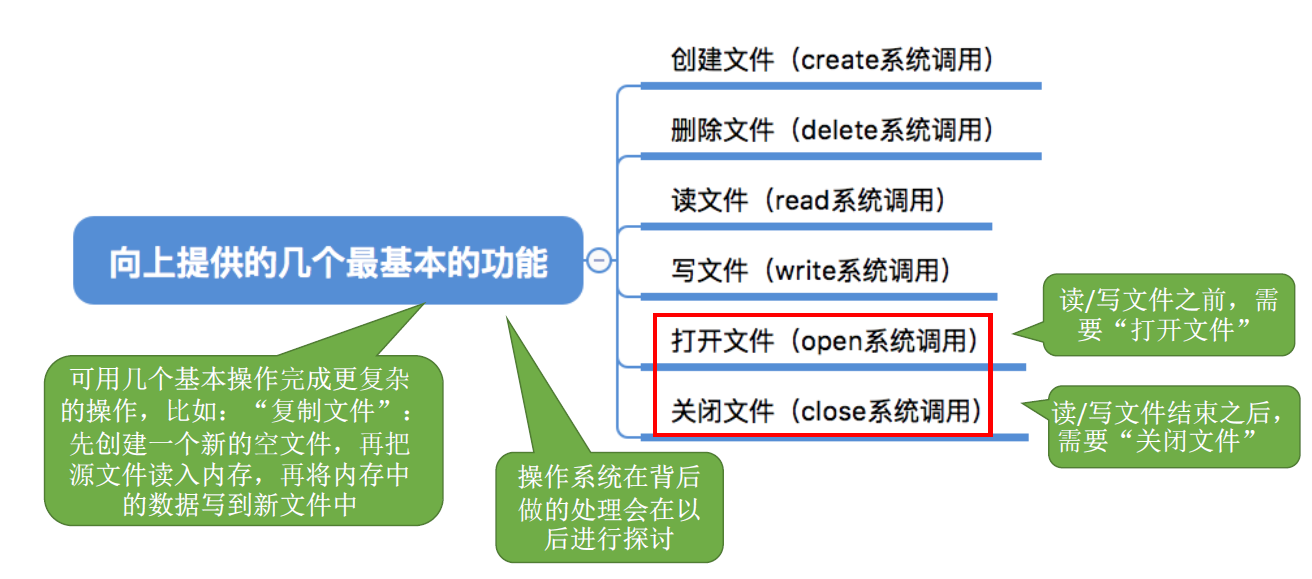 创建文件（create系统调用）
删除文件（delete系统调用）
读文件（read系统调用）
向上提供的几个最基本的功能
写文件（write系统调用）
打开文件（open系统调用）
关闭文件（close系统调用）
读/写文件之前，需
要“打开文件”
读/写文件结束之后，
需要“关闭文件”
可用几个基本操作完成更复杂
的操作，比如：“复制文件”：
先创建一个新的空文件，再把
源文件读入内存，再将内存中
的数据写到新文件中
操作系统在背后
做的处理会在以
后进行探讨